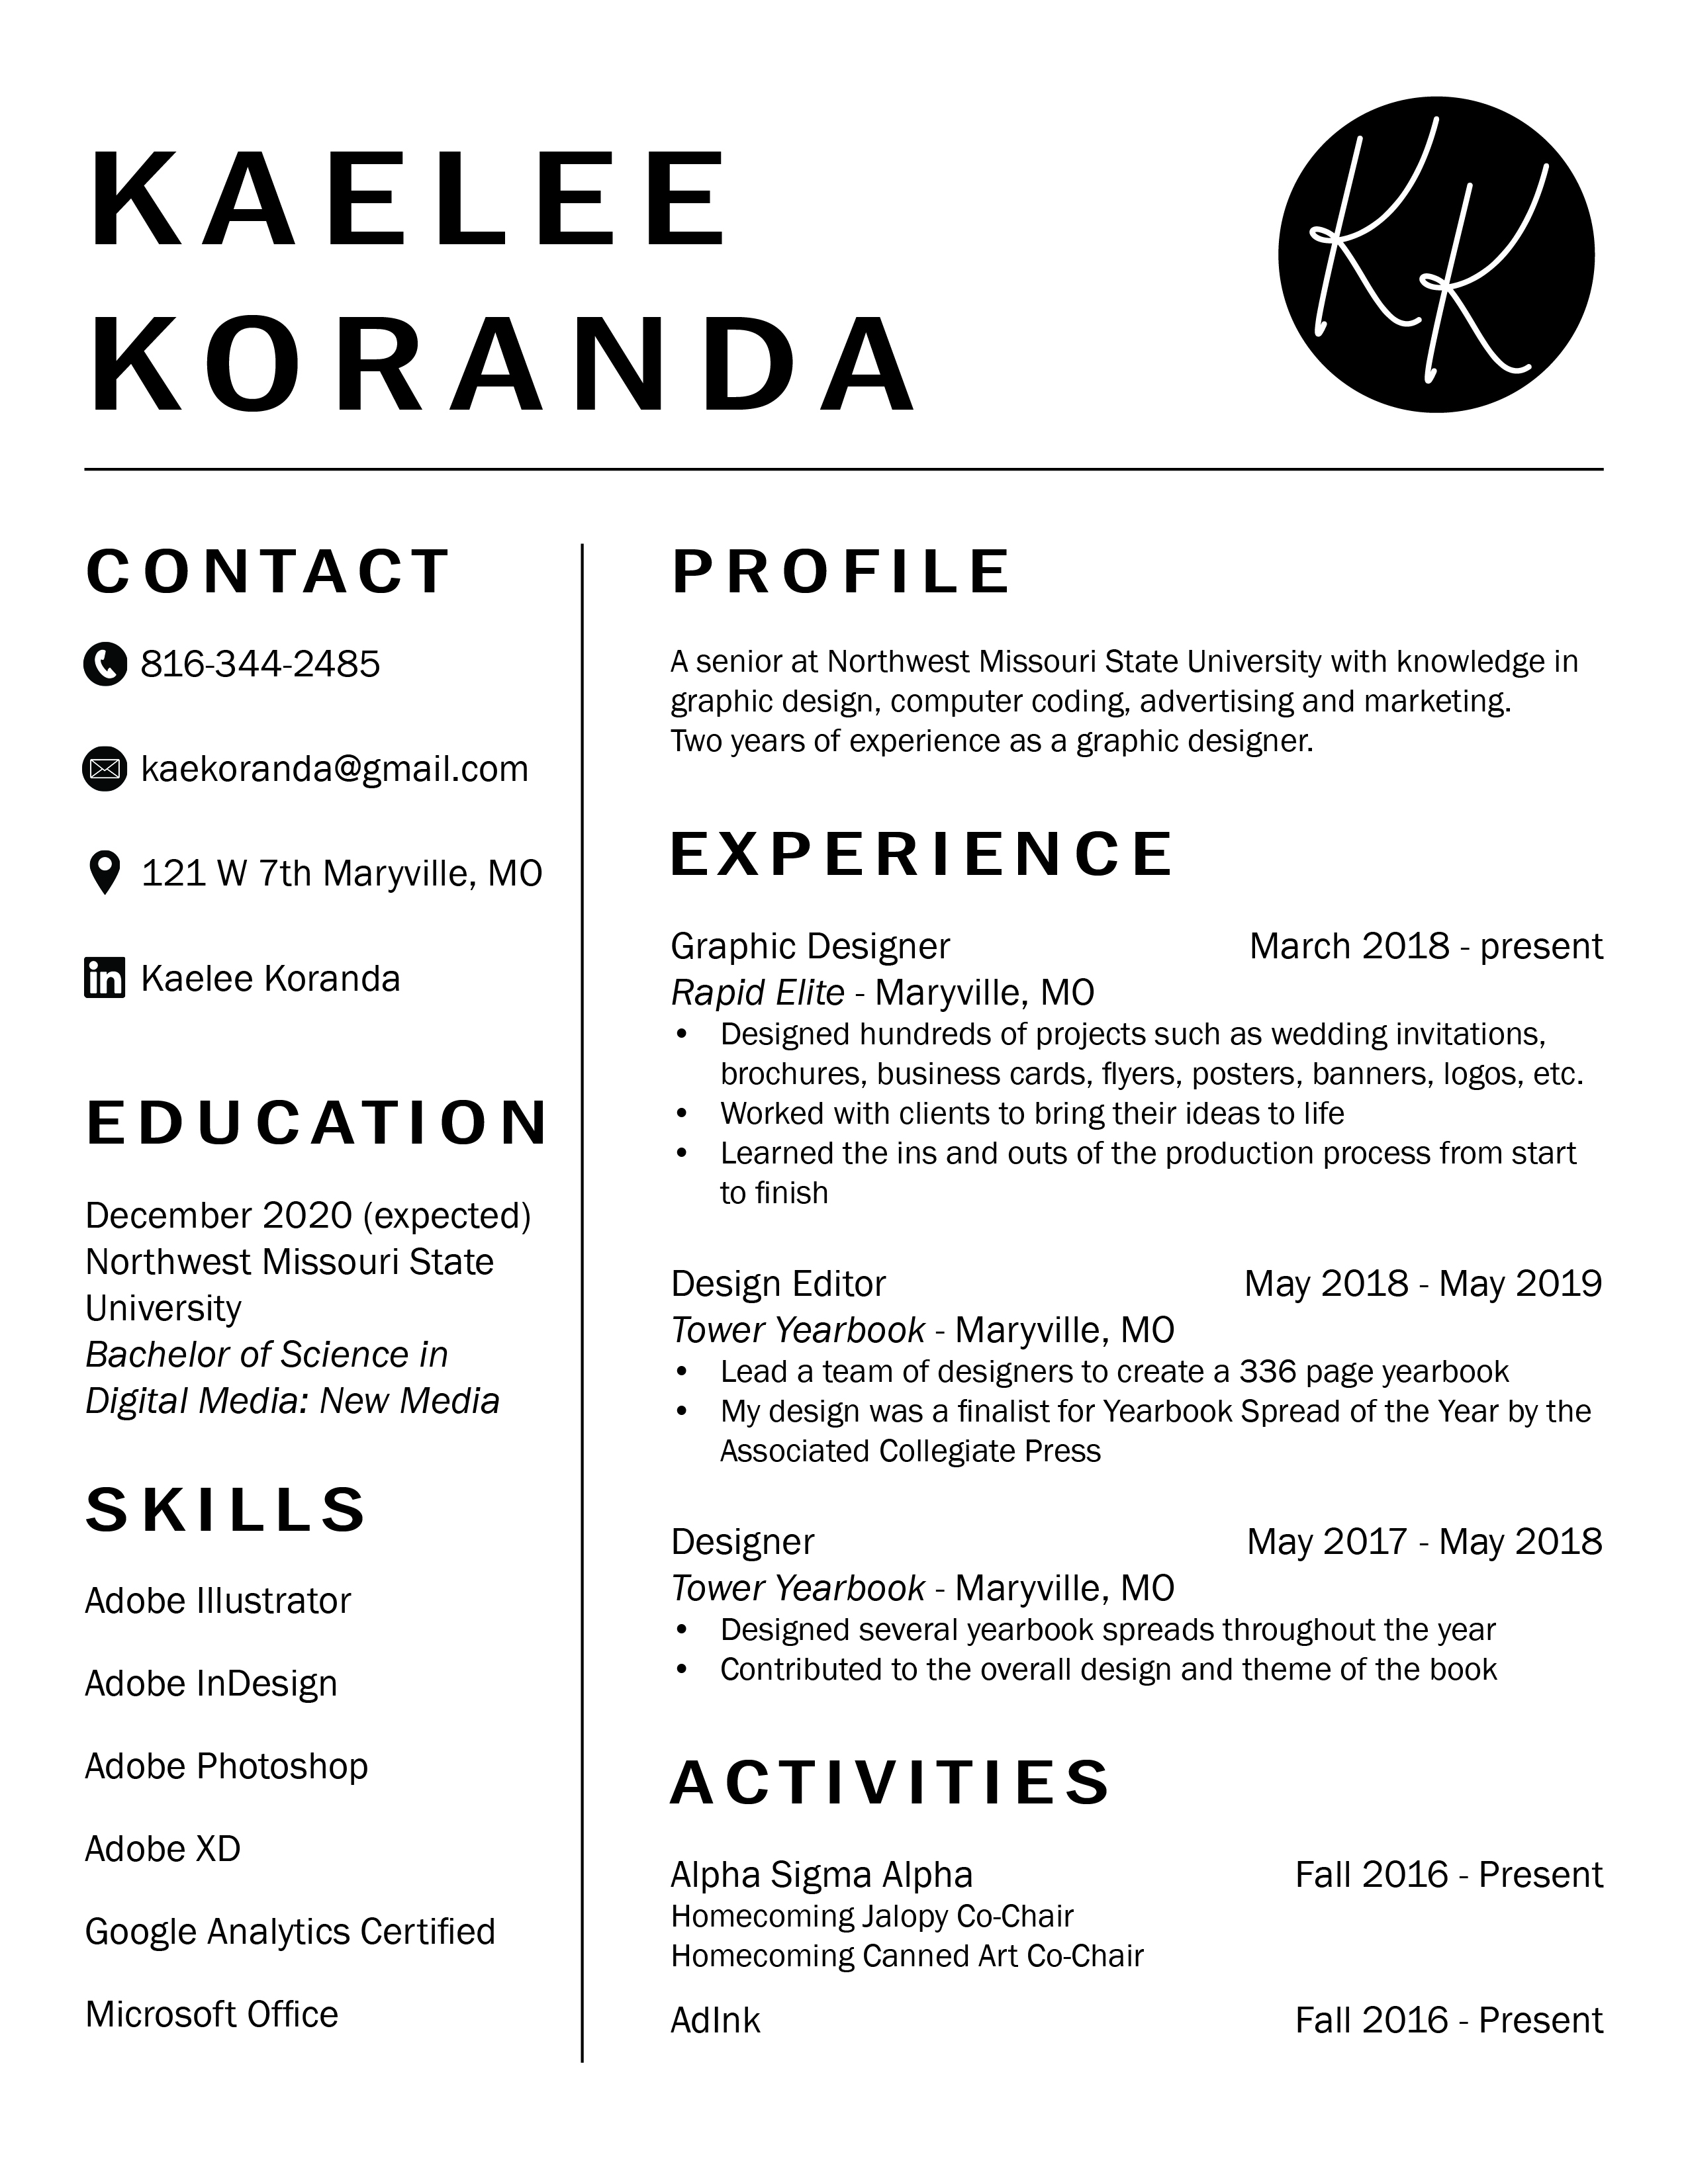 KAELEE
KORANDA
KK
CONTACT
816-344-2485
kaekoranda@gmail.com
121 W 7th Maryville, MO
in Kaelee Koranda
EDUCATION
December 2020 (expected)
Northwest Missouri State
University
Bachelor of Science in
Digital Media: New Media
SKILLS
Adobe Illustrator
Adobe InDesign
Adobe Photoshop
Adobe XD
Google Analytics Certified
Microsoft Office
PROFILE
A senior at Northwest Missouri State University with knowledge in
graphic design, computer coding, advertising and marketing.
Two years of experience as a graphic designer.
EXPERIENCE
Graphic Designer March 2018 - present
Rapid Elite - Maryville, MO
• Designed hundreds of projects such as wedding invitations,
brochures, business cards, flyers, posters, banners, logos, etc.
• Worked with clients to bring their ideas to life
• Learned the ins and outs of the production process from start
to finish
Design Editor May 2018 - May 2019
Tower Yearbook - Maryville, MO
• Lead a team of designers to create a 336 page yearbook
• My design was a finalist for Yearbook Spread of the Year by the
Associated Collegiate Press
Designer May 2017 - May 2018
Tower Yearbook - Maryville, MO
• Designed several yearbook spreads throughout the year
• Contributed to the overall design and theme of the book
ACTIVITIES
Alpha Sigma Alpha Fall 2016 - Present
Homecoming Jalopy Co-Chair
Homecoming Canned Art Co-Chair
AdInk Fall 2016 - Present